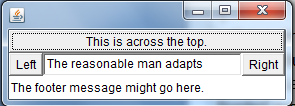 This is across the top.
Left The reasonable man adapts Right
The footer message might go here.